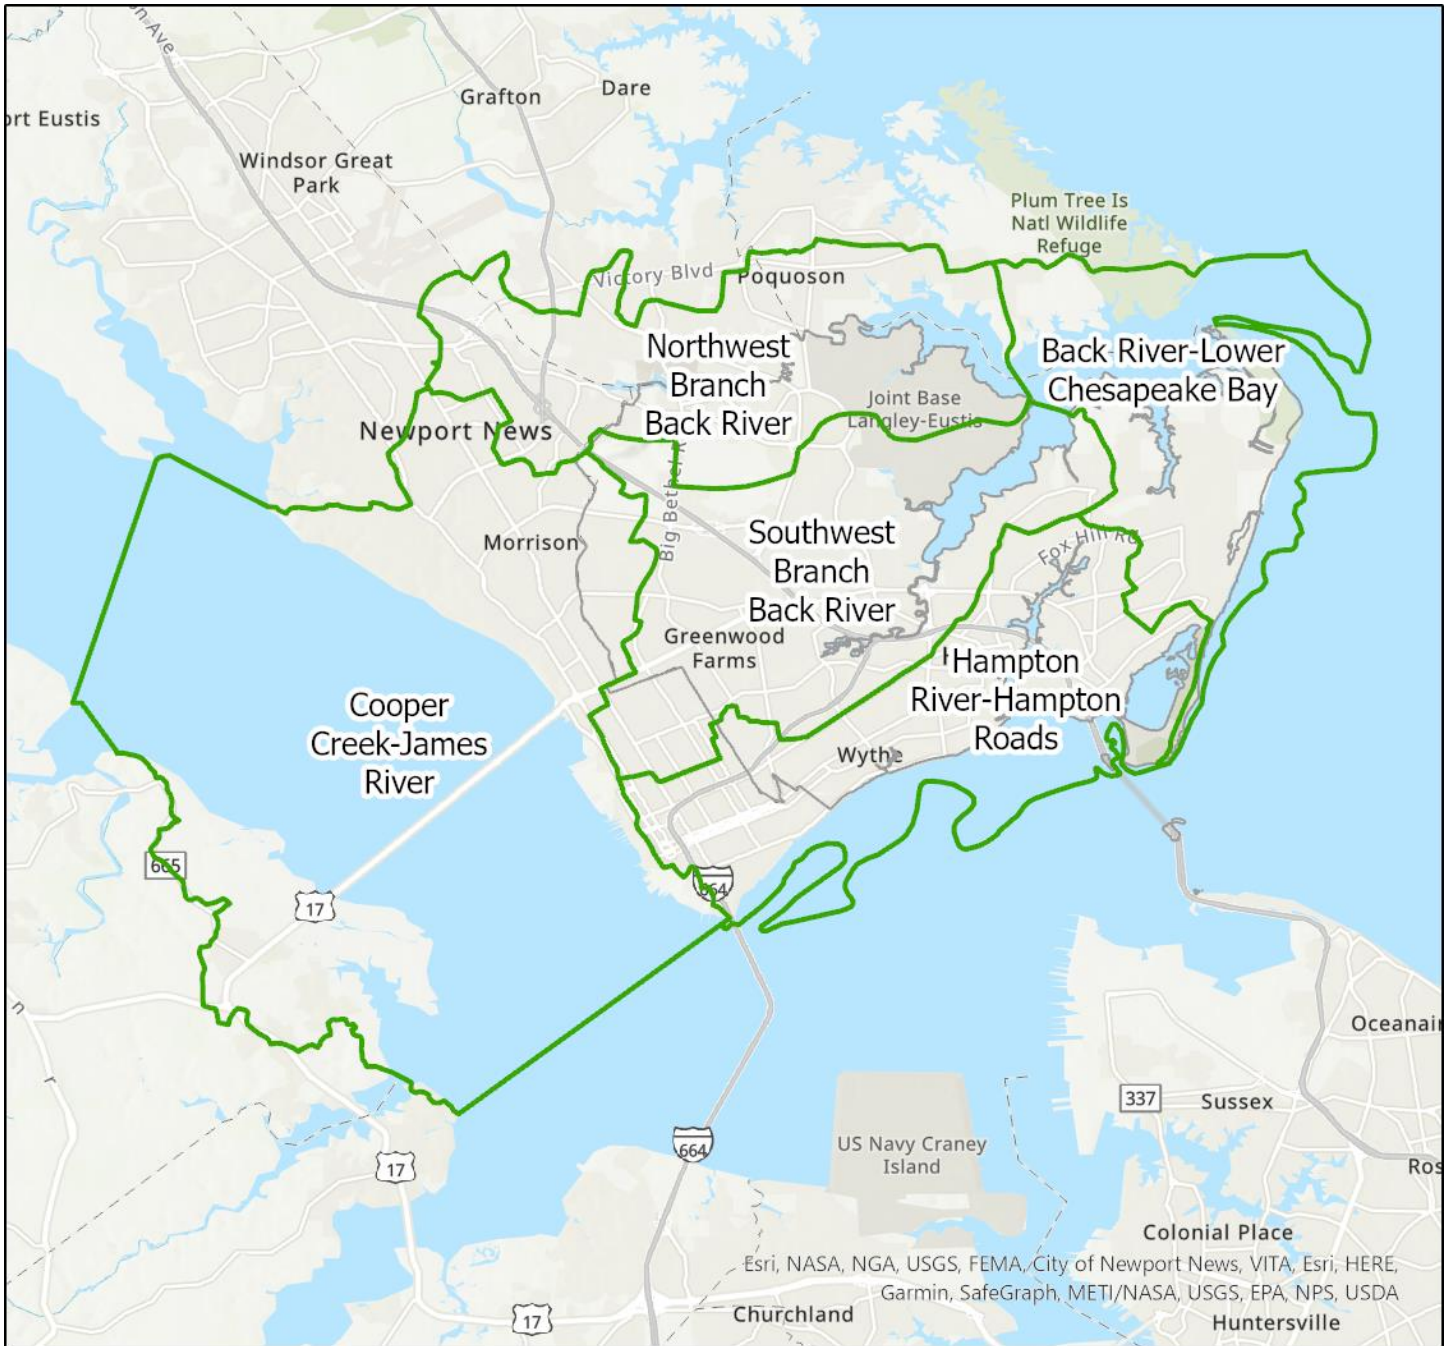 on Ave
Grafton
Dare
ort Eustis
Windsor Great
Park
Plum Tree Is
Natl Wildlife
Refuge
Victory Blvd
Poquoson
Northwest
Branch
Back River
Back River-Lower
Chesapeake Bay
Joint Base
Langley-Eustis
Newport News
Big Bethel R
Morrison
Southwest
Branch
Back River
Fox Hill Rd
Greenwood
Farms
Hampton
River-Hampton
Roads
Cooper
Creek-James
River
Wythe
665
664
17
n
r
Oceanair
337
Sussex
664
US Navy Craney
Island
17
Ros
Colonial Place
Esri, NASA, NGA, USGS, FEMA, City of Newport News, VITA, Esri, HERE,
Garmin, SafeGraph, METI/NASA, USGS, EPA, NPS, USDA
Churchland
17
Huntersville